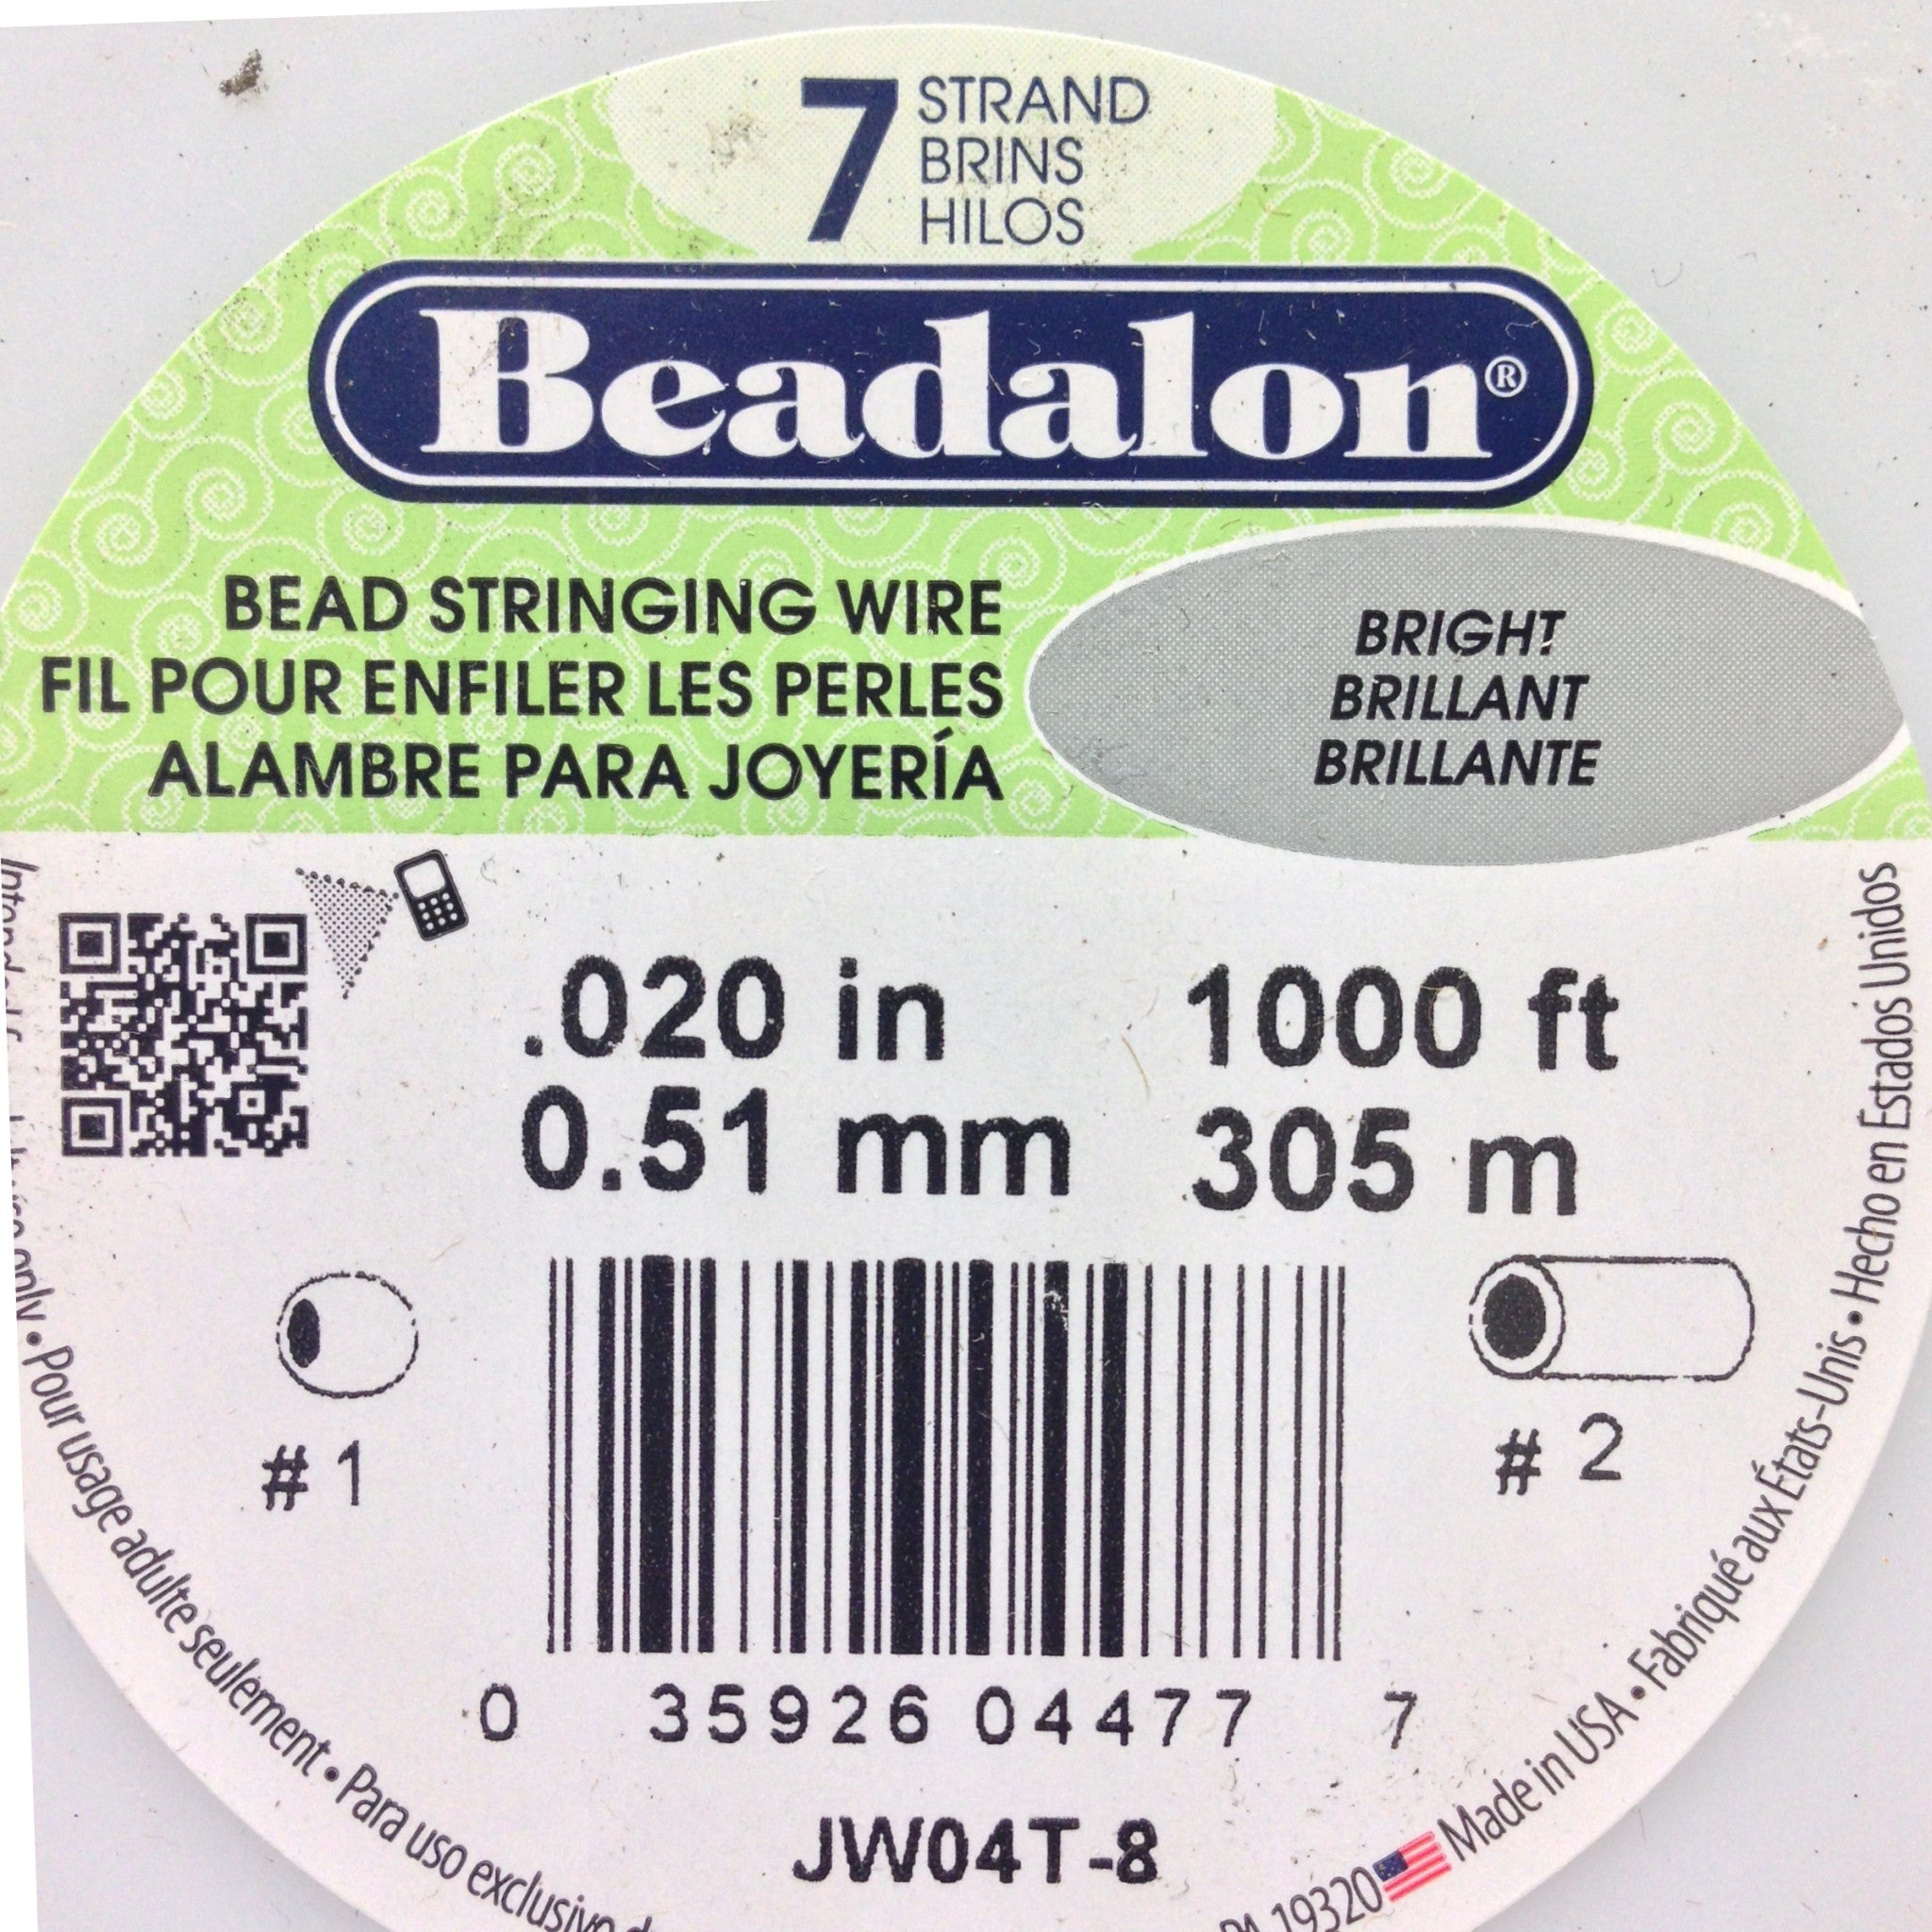 7 STRAND
BRINS
HILOS
Beadalon®
BEAD STRINGING WIRE
FIL POUR ENFILER LES PERLES
ALAMBRE PARA JOYERÍA
BRIGHT
BRILLANT
BRILLANTE
.020 in
0.51 mm
1000 ft
305 m
# 1
# 2
0 35926 04477 7
JW04T-8
only • Pour usage adulte seulement • Para uso exclusivo
19320 Made in USA • Fabriqué aux États-Unis • Hecho en Estados Unidos